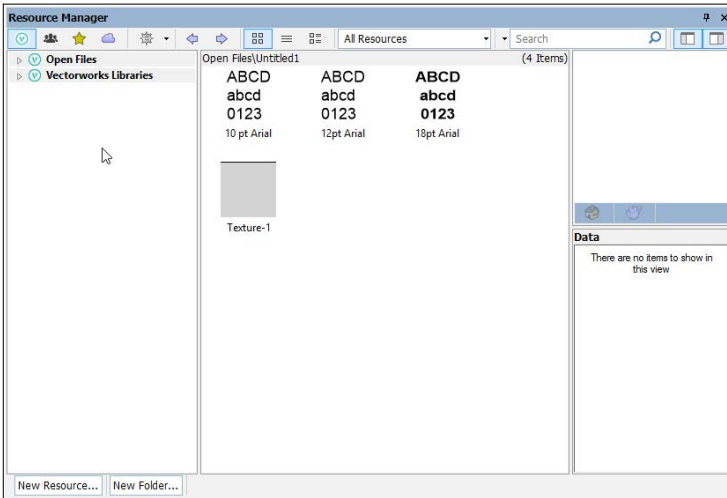 Resource Manager
All Resources
Search
Open Files
Vectorworks Libraries
Open Files\Untitled1 (4 Items)
ABCD ABCD ABCD
abcd abcd abcd
0123 0123 0123
10 pt Arial 12pt Arial 18pt Arial
Texture-1
Data
There are no items to show in
this view
New Resource... New Folder...